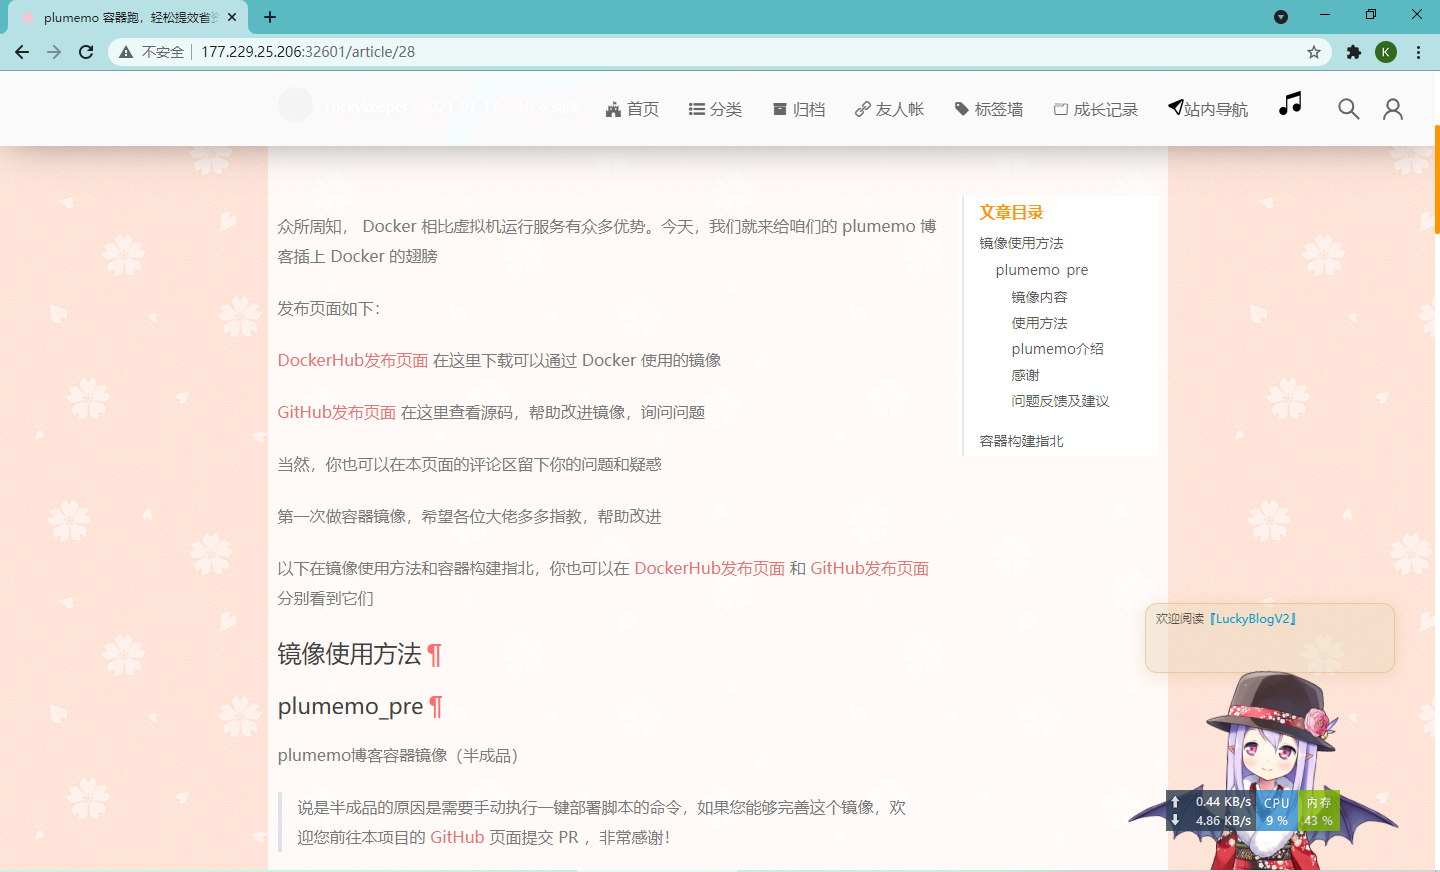 plumemo 容器跑，轻松提效省资
不安全
177.229.25.206:32601/article/28
K
Luckykeeper
首页
分类
归档
友人帐
标签墙
成长记录
站内导航
众所周知， Docker 相比虚拟机运行服务有众多优势。今天，我们就来给咱们的 plumemo 博
客插上 Docker 的翅膀
发布页面如下：
DockerHub发布页面 在这里下载可以通过 Docker 使用的镜像
GitHub发布页面 在这里查看源码，帮助改进镜像，询问问题
当然，你也可以在本页面的评论区留下你的问题和疑惑
第一次做容器镜像，希望各位大佬多多指教，帮助改进
以下在镜像使用方法和容器构建指北，你也可以在 DockerHub发布页面 和 GitHub发布页面
分别看到它们
镜像使用方法 ¶
plumemo_pre ¶
plumemo博客容器镜像（半成品）
说是半成品的原因是需要手动执行一键部署脚本的命令，如果您能够完善这个镜像，欢
迎您前往本项目的 GitHub 页面提交 PR ，非常感谢！
文章目录
镜像使用方法
plumemo_pre
镜像内容
使用方法
plumemo介绍
感谢
问题反馈及建议
容器构建指北
欢迎阅读『LuckyBlogV2』
0.44 KB/s CPU 内存
4.86 KB/s 9 % 43 %